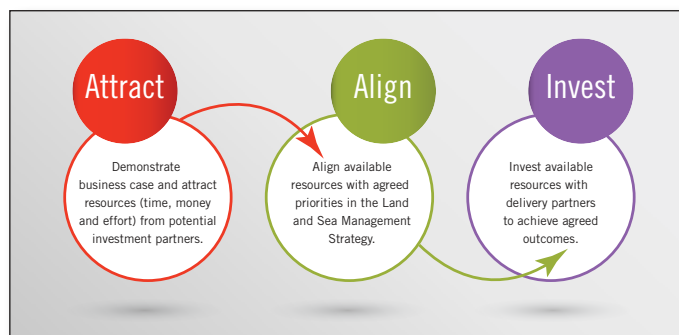 Attract
Demonstrate
business case and attract
resources (time, money
and effort) from potential
investment partners.
Align
Align available
resources with agreed
priorities in the Land
and Sea Management
Strategy.
Invest
Invest available
resources with
delivery partners
to achieve agreed
outcomes.